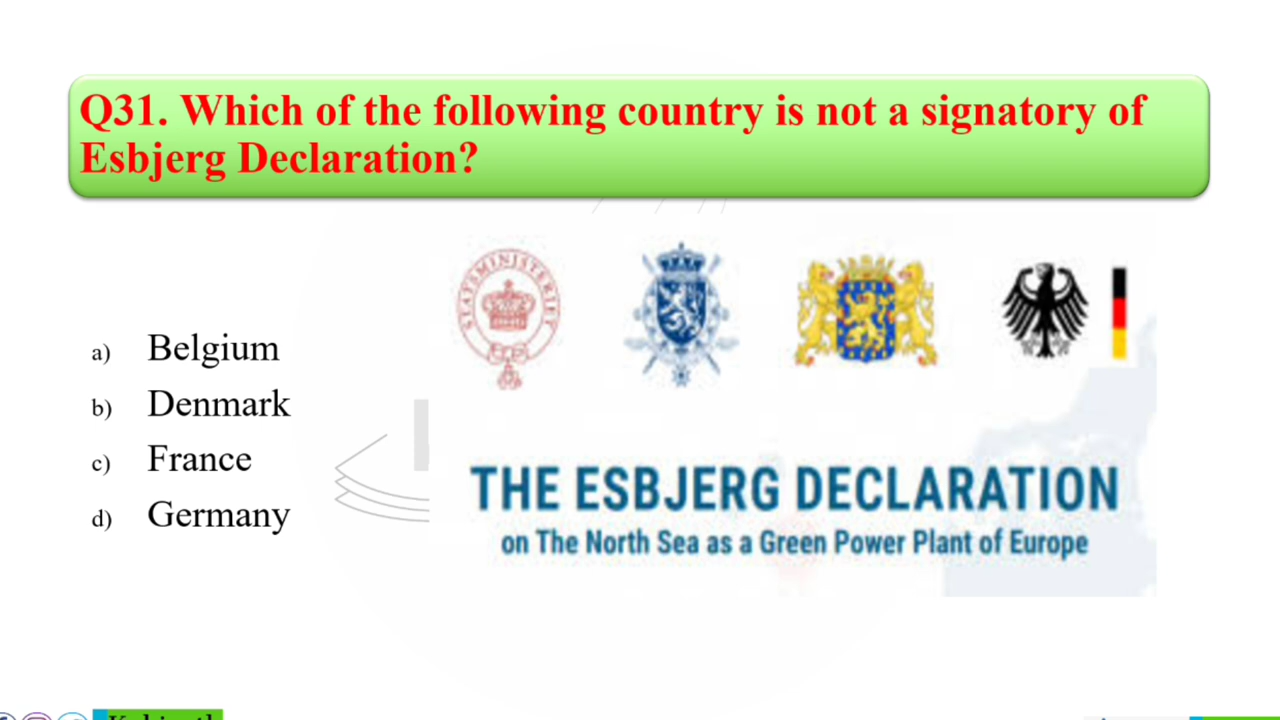 Q31. Which of the following country is not a signatory of
Esbjerg Declaration?
a) Belgium
b) Denmark
c) France
d) Germany
STATSMINISTERIET
THE ESBJERG DECLARATION
on The North Sea as a Green Power Plant of Europe